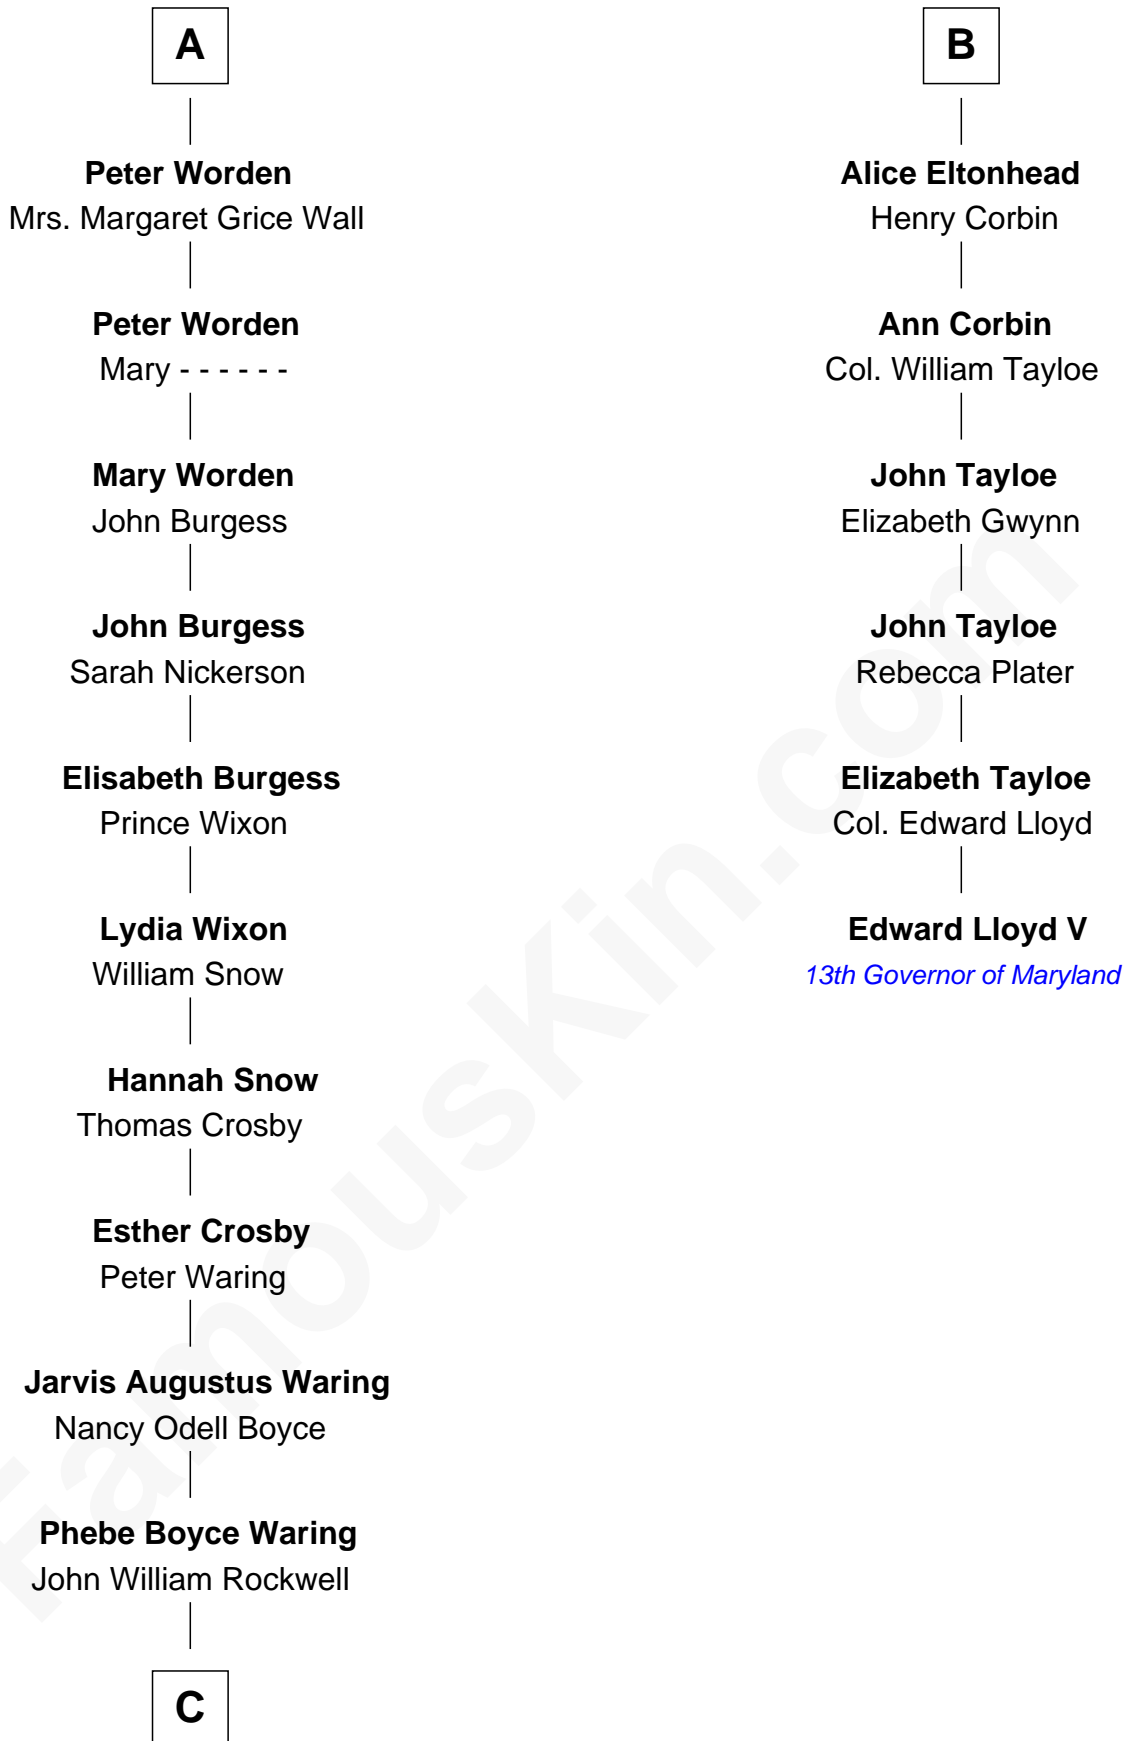 A
Peter Worden
Mrs. Margaret Grice Wall
Peter Worden
Mary - - - - - -
Mary Worden
John Burgess
John Burgess
Sarah Nickerson
Elisabeth Burgess
Prince Wixon
Lydia Wixon
William Snow
Hannah Snow
Thomas Crosby
Esther Crosby
Peter Waring
Jarvis Augustus Waring
Nancy Odell Boyce
Phebe Boyce Waring
John William Rockwell
C
B
Alice Eltonhead
Henry Corbin
Ann Corbin
Col. William Tayloe
John Tayloe
Elizabeth Gwynn
John Tayloe
Rebecca Plater
Elizabeth Tayloe
Col. Edward Lloyd
Edward Lloyd V
13th Governor of Maryland
FamousKin.com